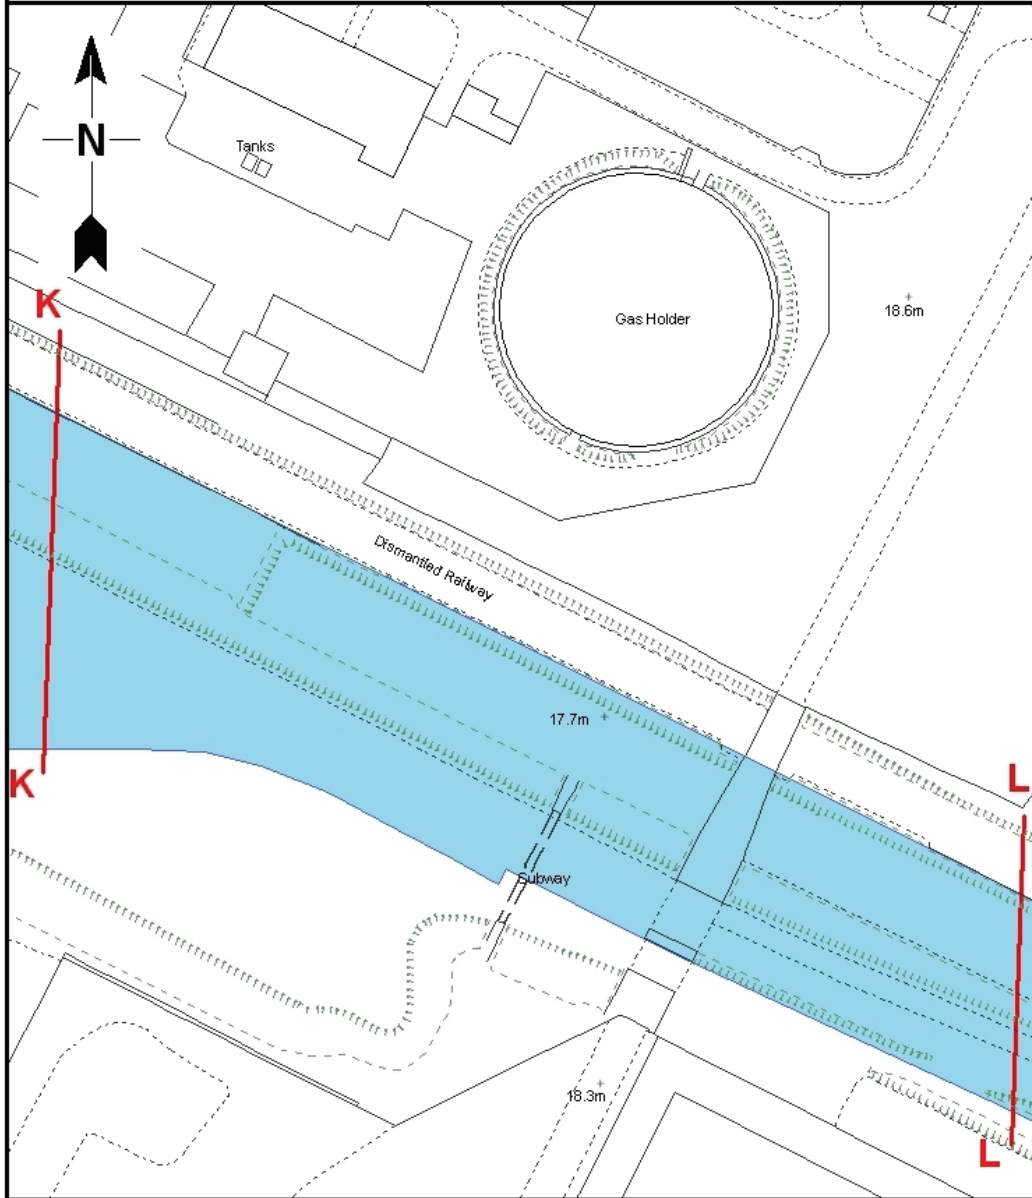 N
Tanks
K
18.6m
Gas Holder
Dismantled Railway
17.7m
K
L
Subway
18.3m
L